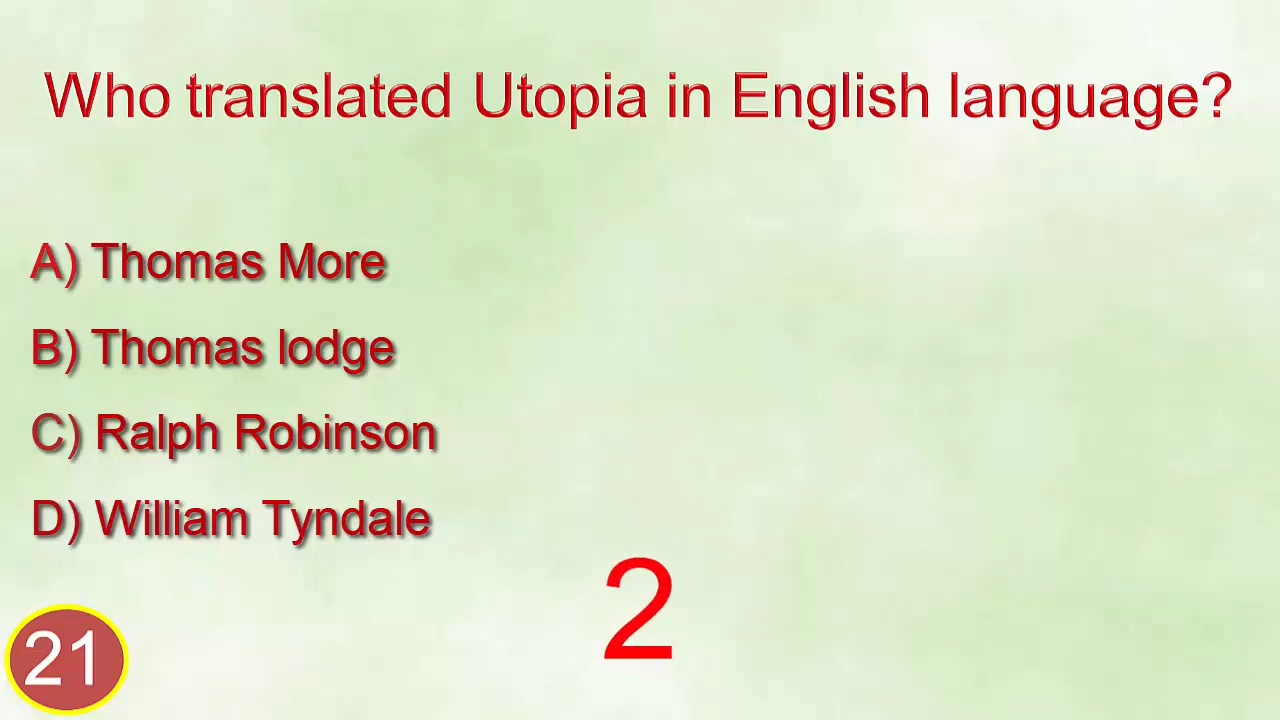 Who translated Utopia in English language?
A) Thomas More
B) Thomas lodge
C) Ralph Robinson
D) William Tyndale
2
21